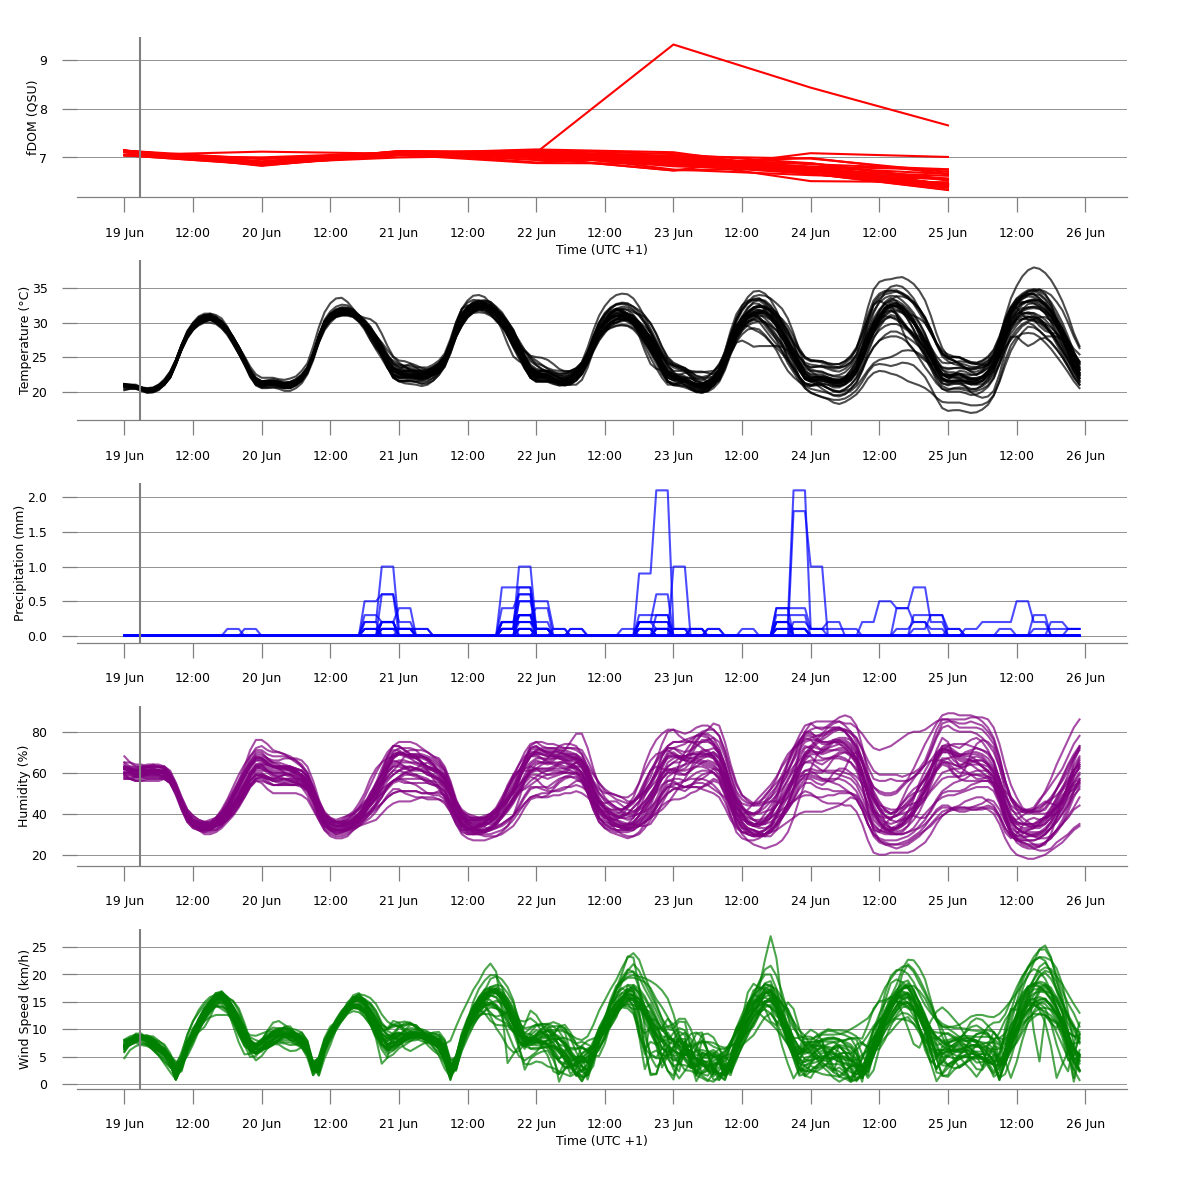 fDOM (QSU)
9
8
7
19 Jun 12:00 20 Jun 12:00 21 Jun 12:00 22 Jun 12:00 23 Jun 12:00 24 Jun 12:00 25 Jun 12:00 26 Jun
Time (UTC +1)
Temperature (°C)
35
30
25
20
19 Jun 12:00 20 Jun 12:00 21 Jun 12:00 22 Jun 12:00 23 Jun 12:00 24 Jun 12:00 25 Jun 12:00 26 Jun
Precipitation (mm)
2.0
1.5
1.0
0.5
0.0
19 Jun 12:00 20 Jun 12:00 21 Jun 12:00 22 Jun 12:00 23 Jun 12:00 24 Jun 12:00 25 Jun 12:00 26 Jun
Humidity (%)
80
60
40
20
19 Jun 12:00 20 Jun 12:00 21 Jun 12:00 22 Jun 12:00 23 Jun 12:00 24 Jun 12:00 25 Jun 12:00 26 Jun
Wind Speed (km/h)
25
20
15
10
5
0
19 Jun 12:00 20 Jun 12:00 21 Jun 12:00 22 Jun 12:00 23 Jun 12:00 24 Jun 12:00 25 Jun 12:00 26 Jun
Time (UTC +1)